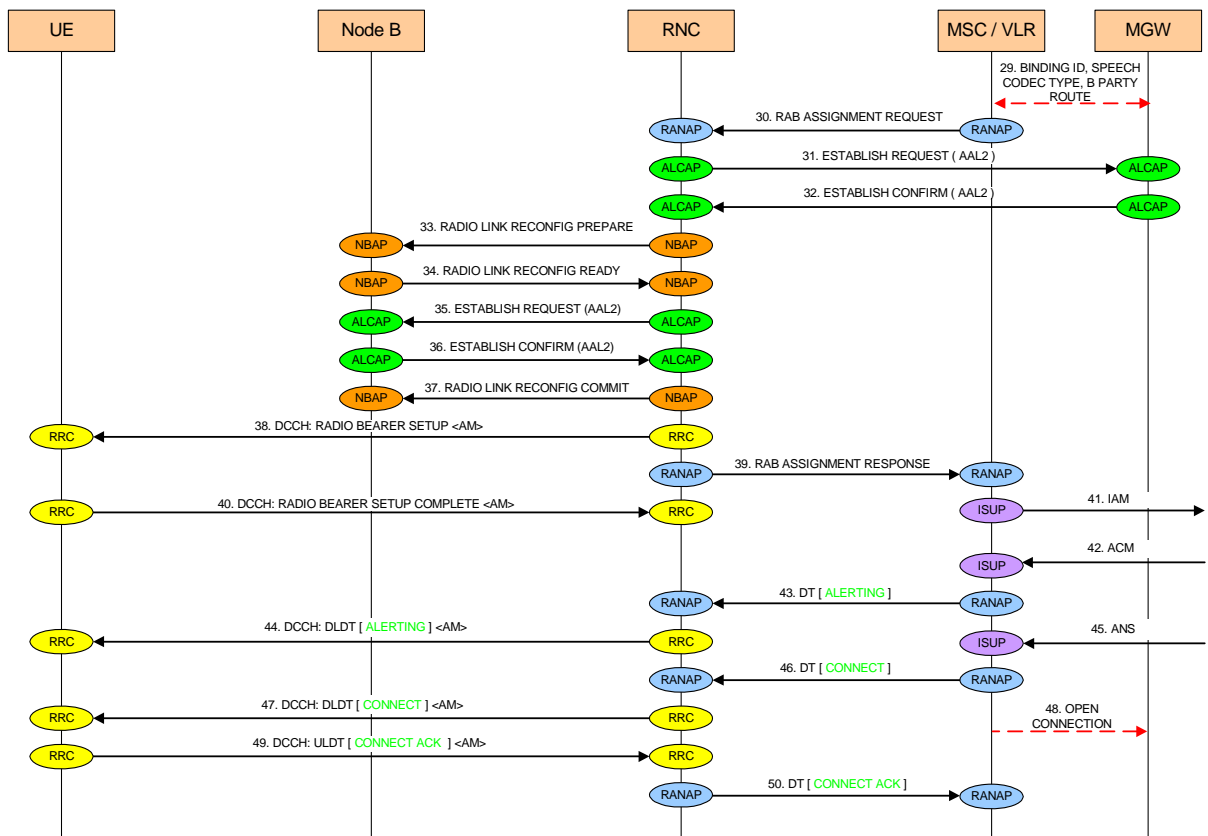 UE
Node B
RNC
MSC / VLR
MGW
29. BINDING ID, SPEECH
CODEC TYPE, B PARTY
ROUTE
30. RAB ASSIGNMENT REQUEST
RANAP
RANAP
31. ESTABLISH REQUEST ( AAL2 )
ALCAP
ALCAP
32. ESTABLISH CONFIRM ( AAL2 )
ALCAP
ALCAP
33. RADIO LINK RECONFIG PREPARE
NBAP
NBAP
34. RADIO LINK RECONFIG READY
NBAP
NBAP
35. ESTABLISH REQUEST (AAL2)
ALCAP
ALCAP
36. ESTABLISH CONFIRM (AAL2)
ALCAP
ALCAP
37. RADIO LINK RECONFIG COMMIT
NBAP
NBAP
38. DCCH: RADIO BEARER SETUP <AM>
RRC
RRC
39. RAB ASSIGNMENT RESPONSE
RANAP
RANAP
40. DCCH: RADIO BEARER SETUP COMPLETE <AM>
RRC
RRC
41. IAM
ISUP
42. ACM
ISUP
43. DT [ ALERTING ]
RANAP
RANAP
44. DCCH: DLDT [ ALERTING ] <AM>
RRC
RRC
45. ANS
ISUP
46. DT [ CONNECT ]
RANAP
RANAP
47. DCCH: DLDT [ CONNECT ] <AM>
RRC
RRC
48. OPEN
CONNECTION
49. DCCH: ULDT [ CONNECT ACK ] <AM>
RRC
RRC
50. DT [ CONNECT ACK ]
RANAP
RANAP